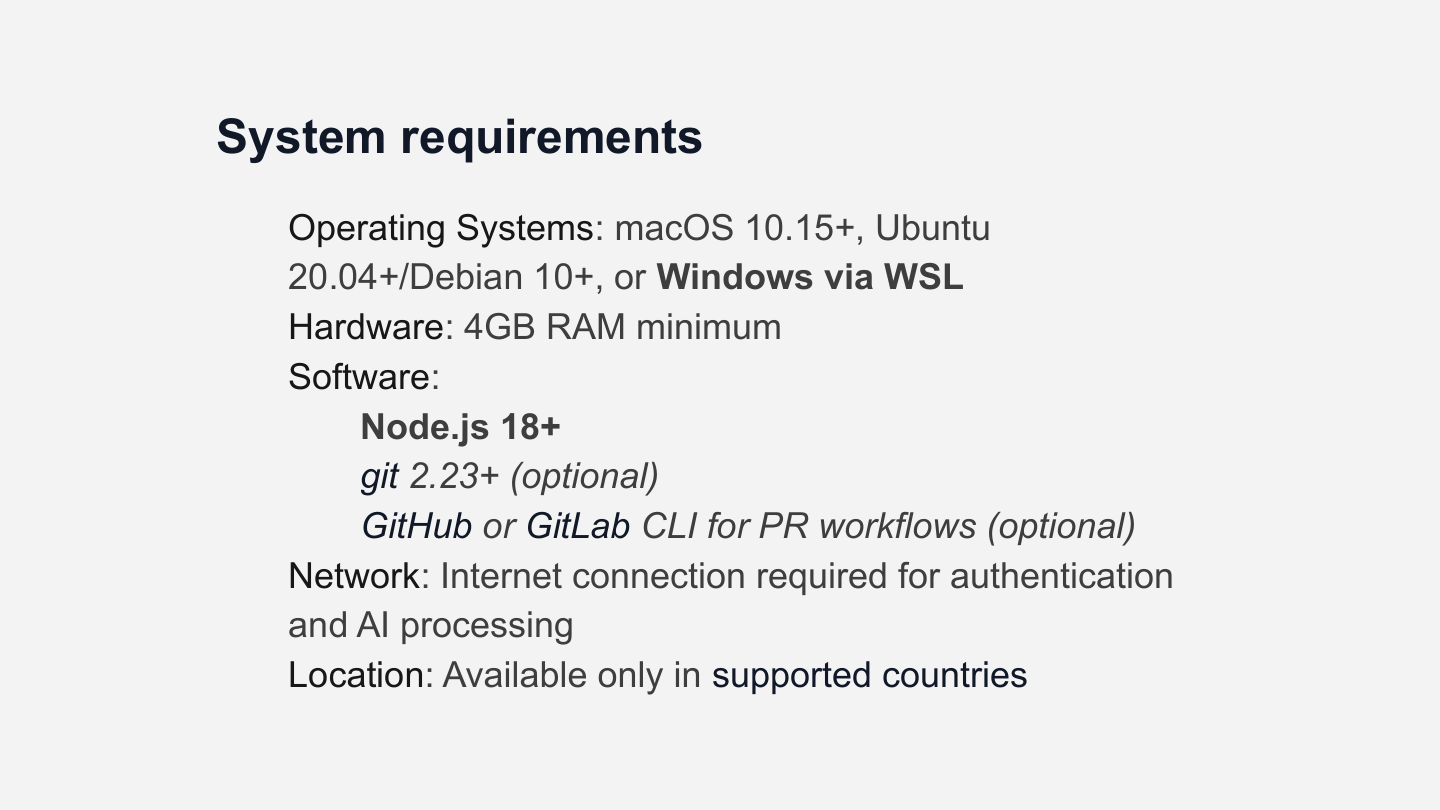 System requirements
Operating Systems: macOS 10.15+, Ubuntu
20.04+/Debian 10+, or Windows via WSL
Hardware: 4GB RAM minimum
Software:
Node.js 18+
git 2.23+ (optional)
GitHub or GitLab CLI for PR workflows (optional)
Network: Internet connection required for authentication
and AI processing
Location: Available only in supported countries